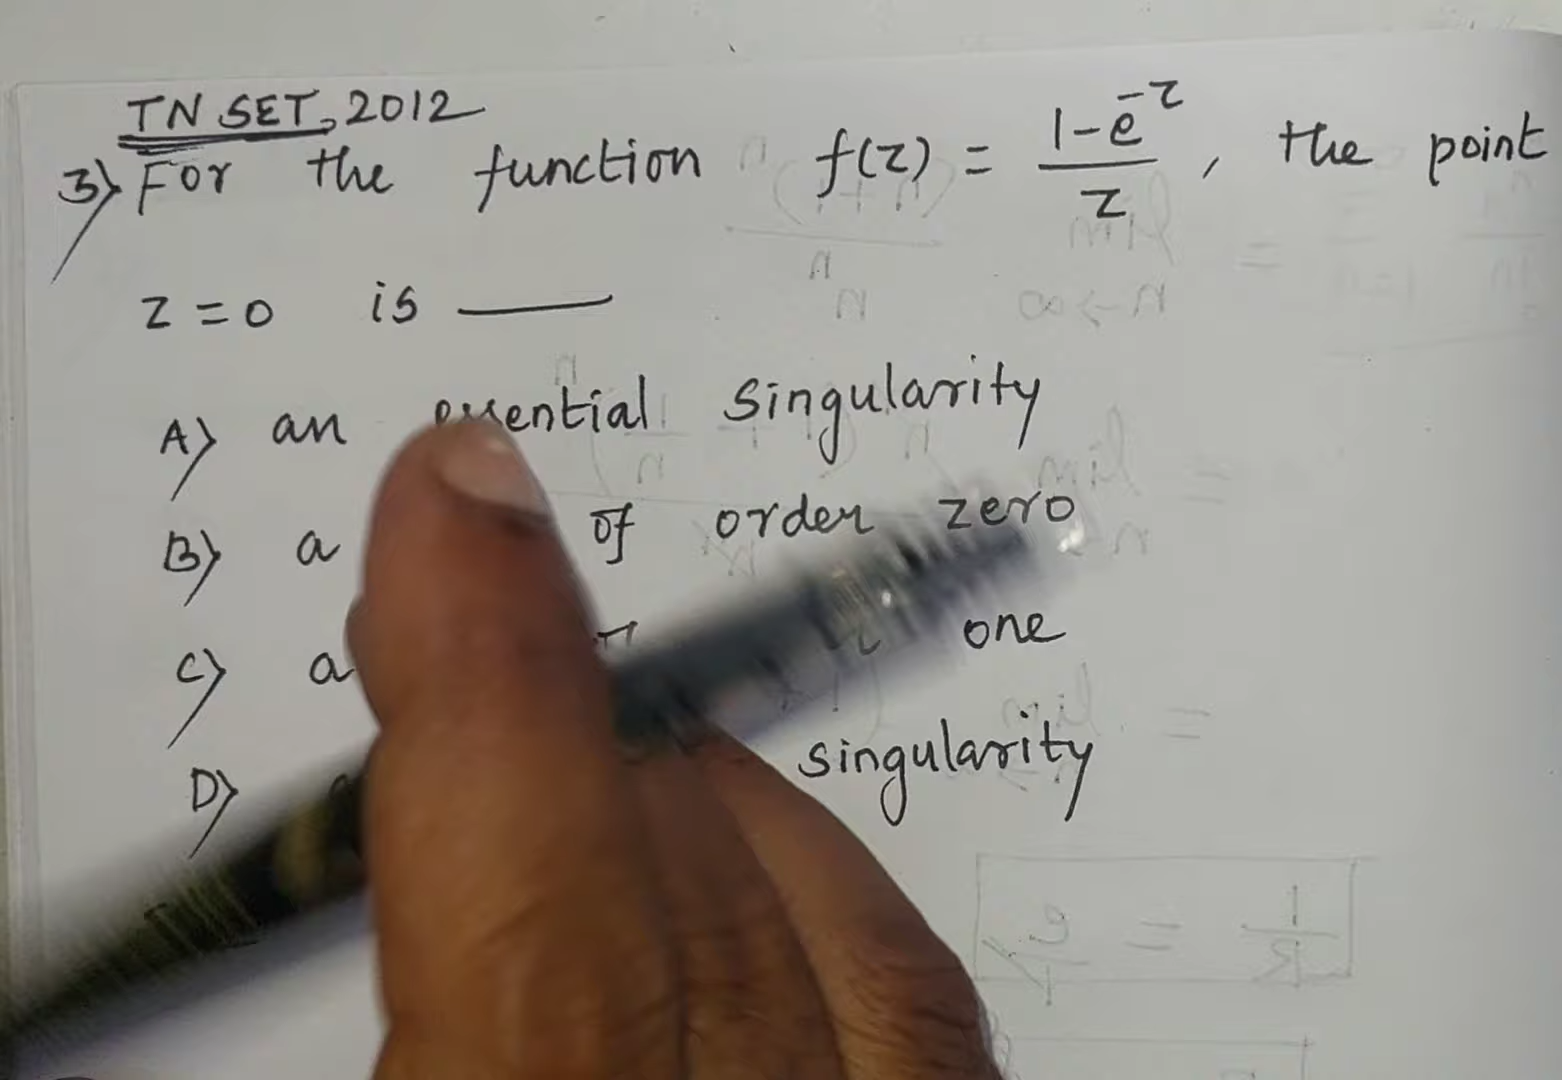 TN SET, 2012
3) For the function f(z) = \frac{1-e^{-z}}{z}, the point
z = 0 is ____
A) an essential singularity
B) a of order zero
C) a one
D) singularity